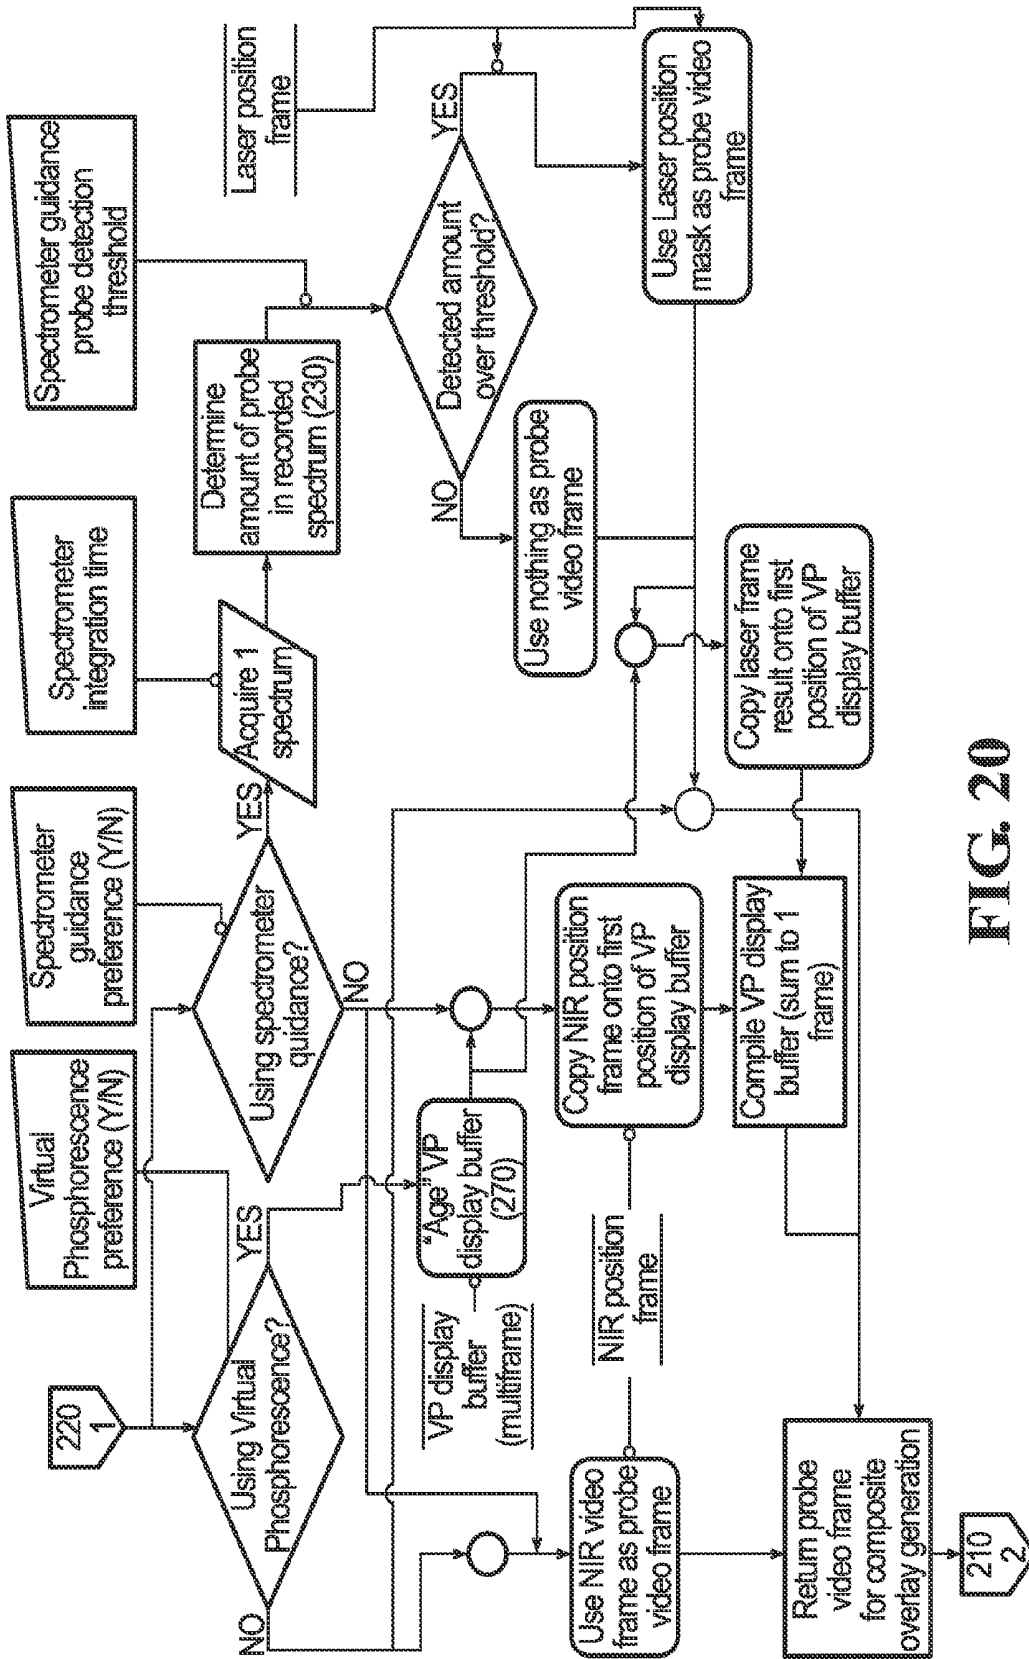 220
1
Virtual
Phosphorescence
preference (Y/N)
Spectrometer
guidance
preference (Y/N)
Spectrometer
integration time
Spectrometer guidance
probe detection
threshold
Using Virtual
Phosphorescence?
YES
NO
Using spectrometer
quidance?
YES
NO
Acquire 1
spectrum
Determine
amount of probe
in recorded
spectrum (230)
Laser position
frame
Detected amount
over threshold?
YES
NO
VP display
buffer
(multiframe)
“Age” VP
display buffer
(270)
Use nothing as probe
video frame
Use Laser position
mask as probe video
frame
Use NIR video
frame as probe
video frame
NIR position
frame
Copy NIR position
frame onto first
position of VP
display buffer
Copy laser frame
result onto first
position of VP
display buffer
Compile VP display
buffer (sum to 1
frame)
Return probe
video frame
for composite
overlay generation
210
2
FIG. 20